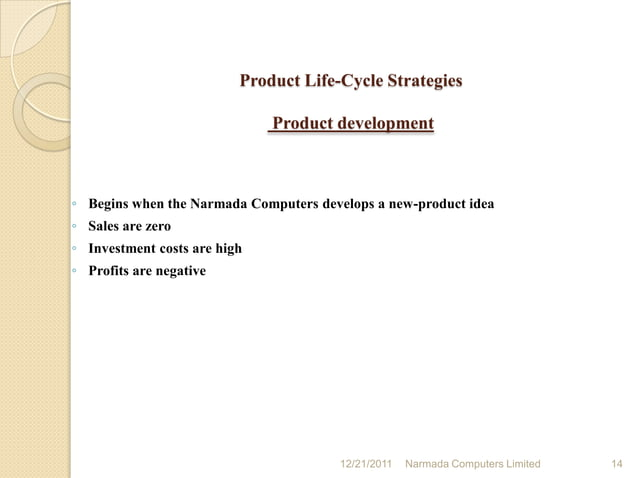 Product Life-Cycle Strategies
Product development
◦ Begins when the Narmada Computers develops a new-product idea
◦ Sales are zero
◦ Investment costs are high
◦ Profits are negative
12/21/2011 Narmada Computers Limited 14